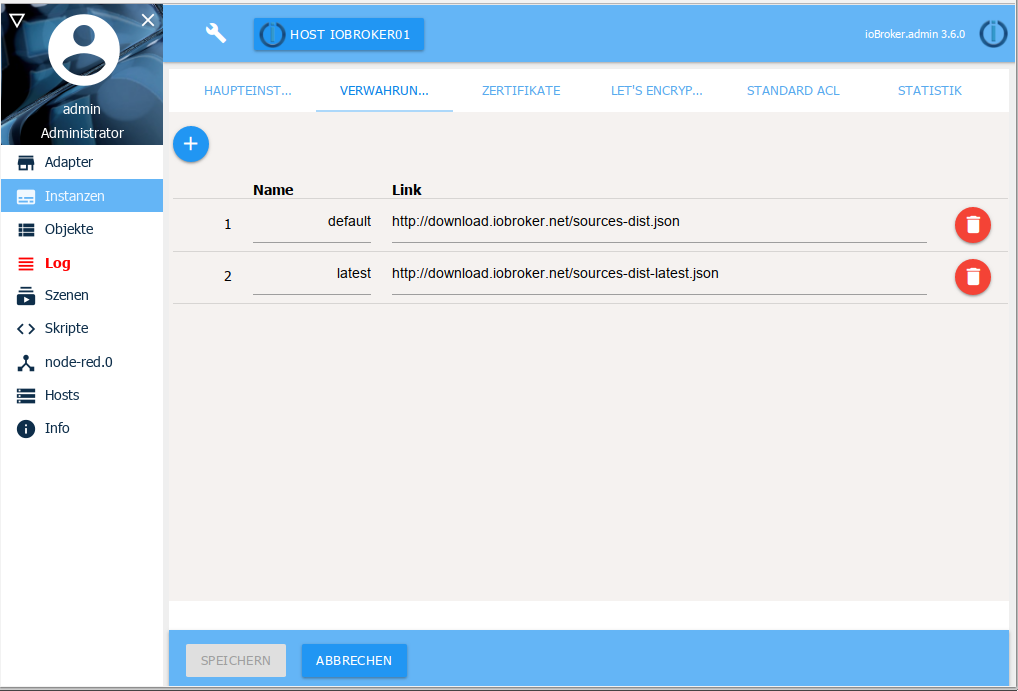 admin
Administrator
Adapter
Instanzen
Objekte
Log
Szenen
Skripte
node-red.0
Hosts
Info
HOST IOBROKER01
ioBroker.admin 3.6.0
HAUPTEINST...
VERWAHRUN...
ZERTIFIKATE
LET'S ENCRYP...
STANDARD ACL
STATISTIK
+
Name Link
1 default http://download.iobroker.net/sources-dist.json
2 latest http://download.iobroker.net/sources-dist-latest.json
SPEICHERN ABBRECHEN